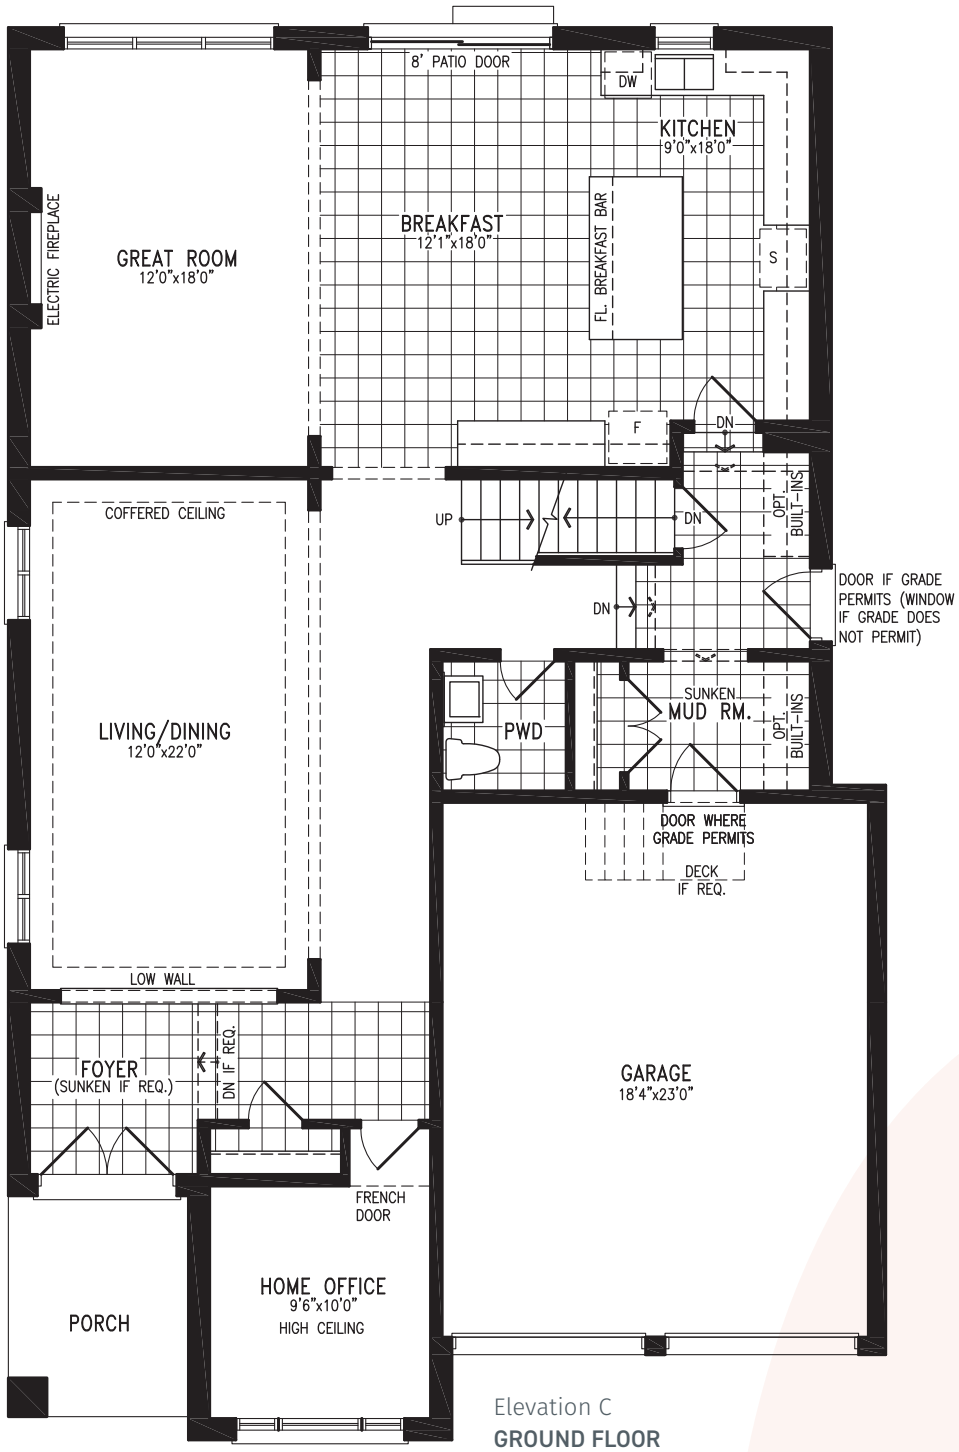 8' PATIO DOOR
DW
KITCHEN
9'0"x18'0"
ELECTRIC FIREPLACE
GREAT ROOM
12'0"x18'0"
BREAKFAST
12'1"x18'0"
FL. BREAKFAST BAR
S
F
DN
COFFERED CEILING
UP
DN
OPT.
BUILT-INS
DN
DOOR IF GRADE
PERMITS (WINDOW
IF GRADE DOES
NOT PERMIT)
LIVING/DINING
12'0"x22'0"
PWD
SUNKEN
MUD RM.
OPT.
BUILT-INS
DOOR WHERE
GRADE PERMITS
DECK
IF REQ.
LOW WALL
FOYER
(SUNKEN IF REQ.)
DN IF REQ.
GARAGE
18'4"x23'0"
FRENCH
DOOR
HOME OFFICE
9'6"x10'0"
HIGH CEILING
PORCH
Elevation C
GROUND FLOOR